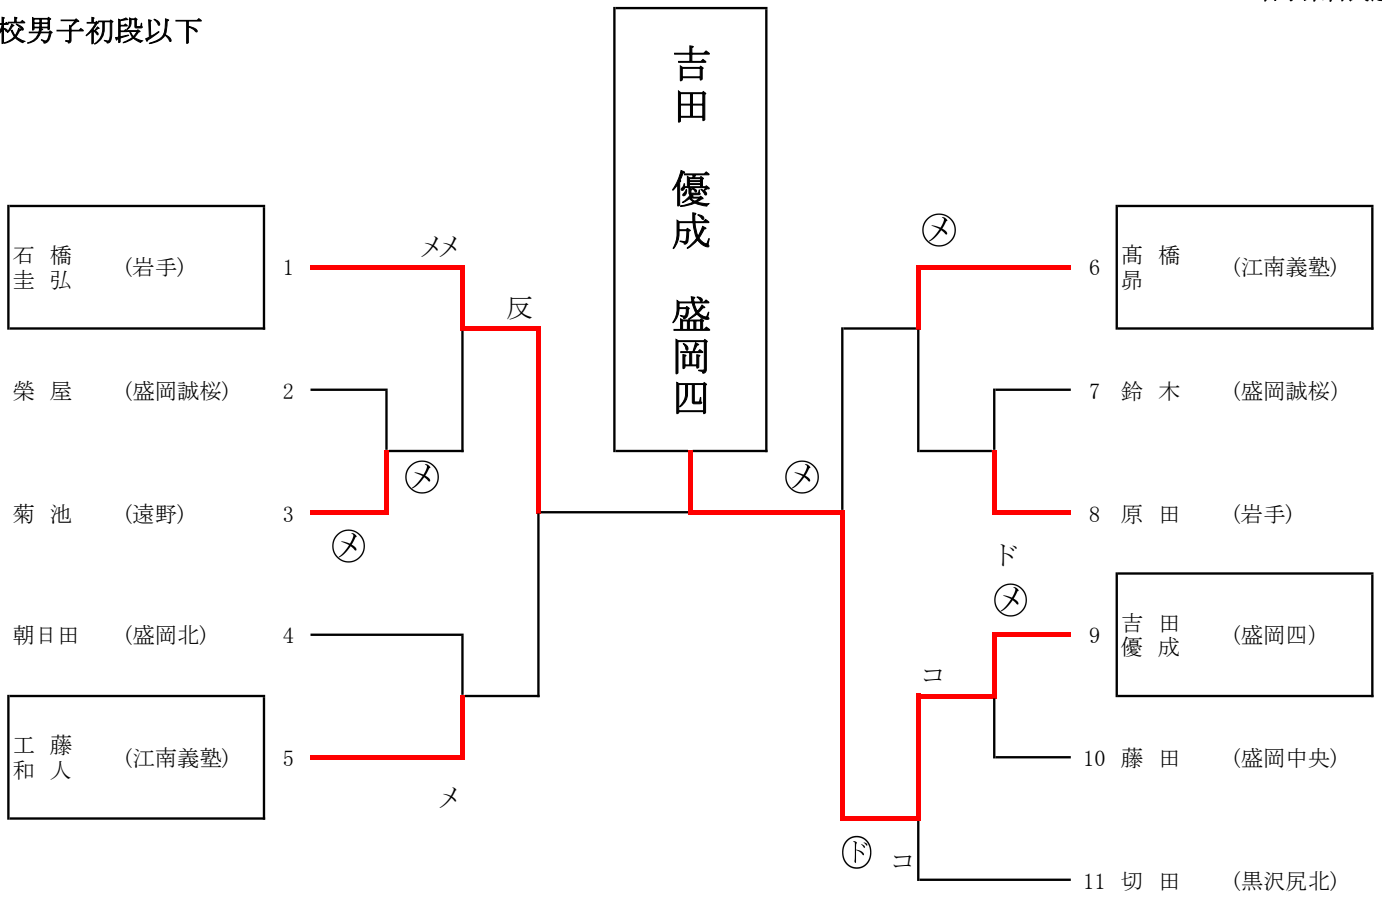 校男子初段以下
吉田 優成 盛岡四
石橋
圭弘
(岩手)
1
メメ
反
榮屋 (盛岡誠桜) 2
㋱
菊池 (遠野) 3
㋱
朝日田 (盛岡北) 4
工藤
和人
(江南義塾)
5
メ
㋱
㋱
6
髙橋
昴
(江南義塾)
7 鈴木 (盛岡誠桜)
8 原田 (岩手)
ド
㋱
9
吉田
優成
(盛岡四)
コ
10 藤田 (盛岡中央)
ド コ
11 切田 (黒沢尻北)